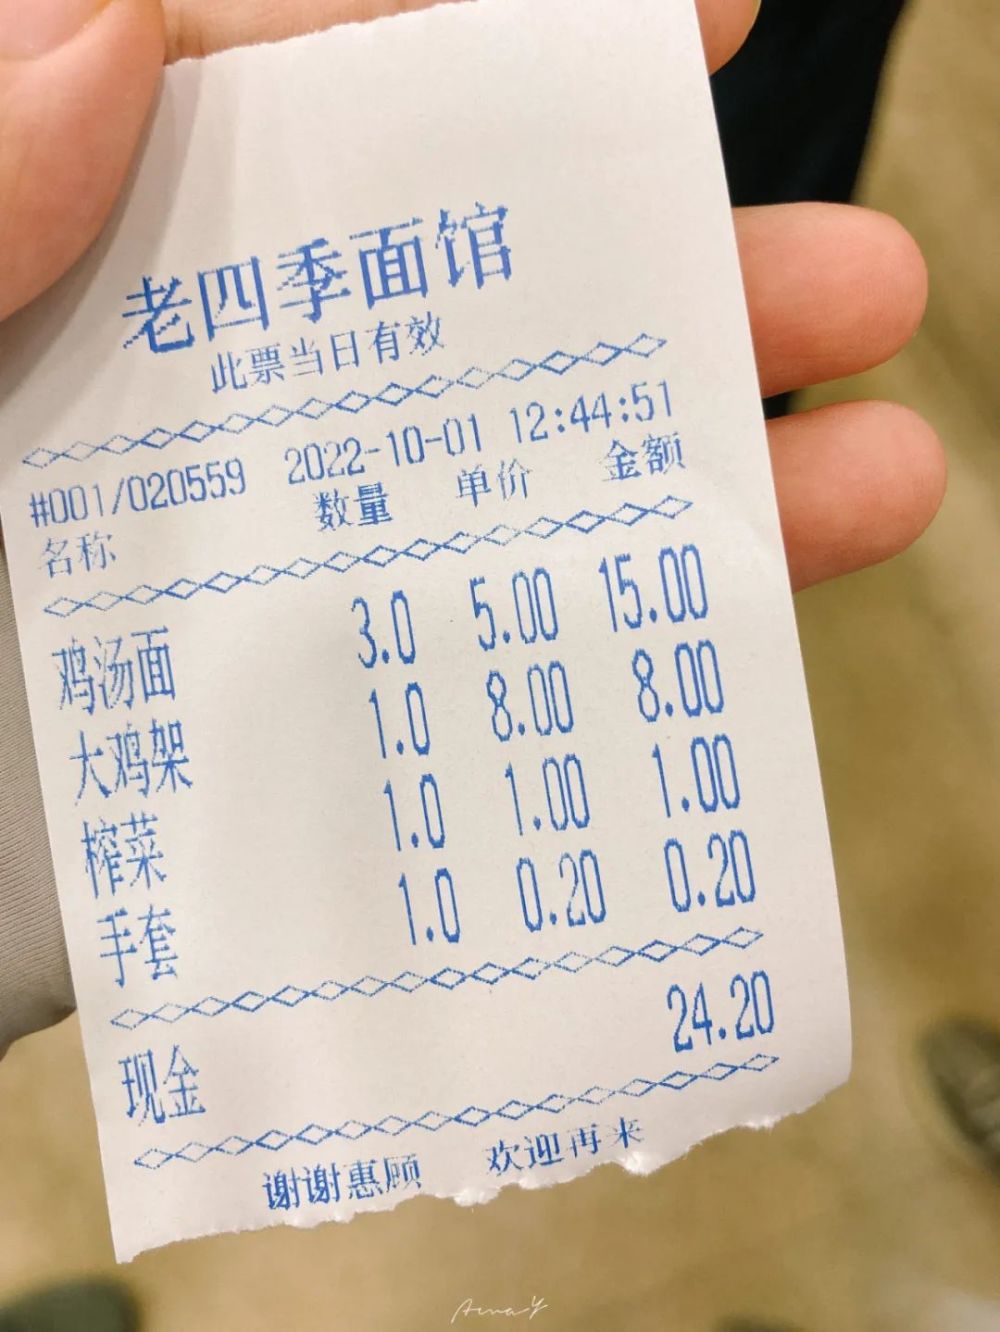 老四季面馆
此票当日有效
#001/020559 2022-10-01 12:44:51
名称 数量 单价 金额
鸡汤面 3.0 5.00 15.00
大鸡架 1.0 8.00 8.00
榨菜 1.0 1.00 1.00
手套 1.0 0.20 0.20
24.20
现金
谢谢惠顾 欢迎再来